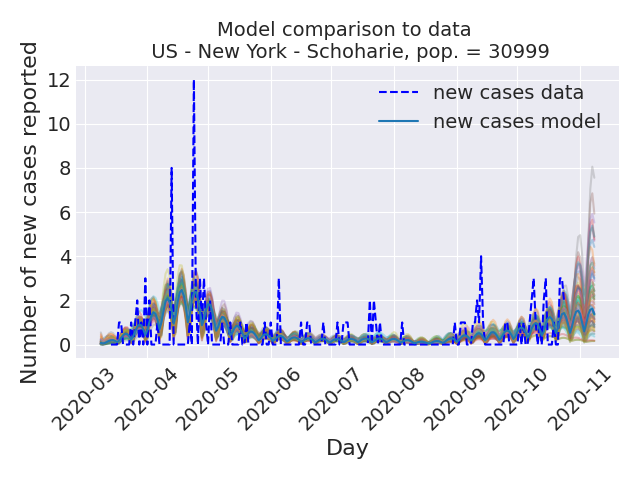 Model comparison to data
US - New York - Schoharie, pop. = 30999
Number of new cases reported
12
10
8
6
4
2
0
new cases data
new cases model
2020-03
2020-04
2020-05
2020-06
2020-07
2020-08
2020-09
2020-10
2020-11
Day